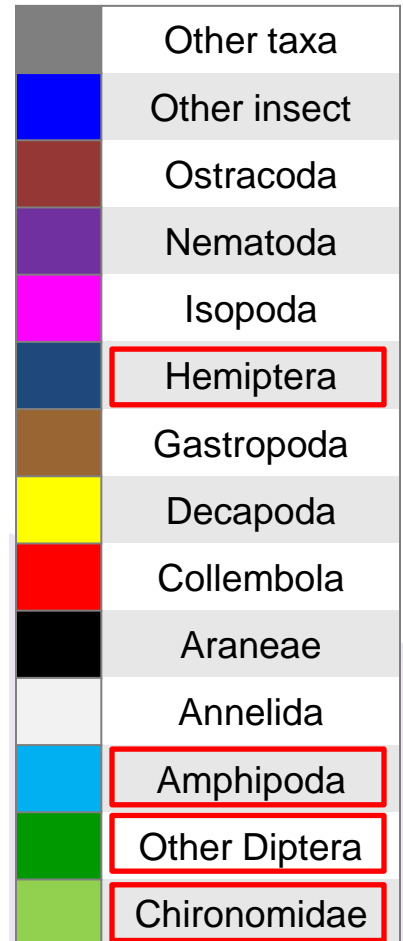 Other taxa
Other insect
Ostracoda
Nematoda
Isopoda
Hemiptera
Gastropoda
Decapoda
Collembola
Araneae
Annelida
Amphipoda
Other Diptera
Chironomidae